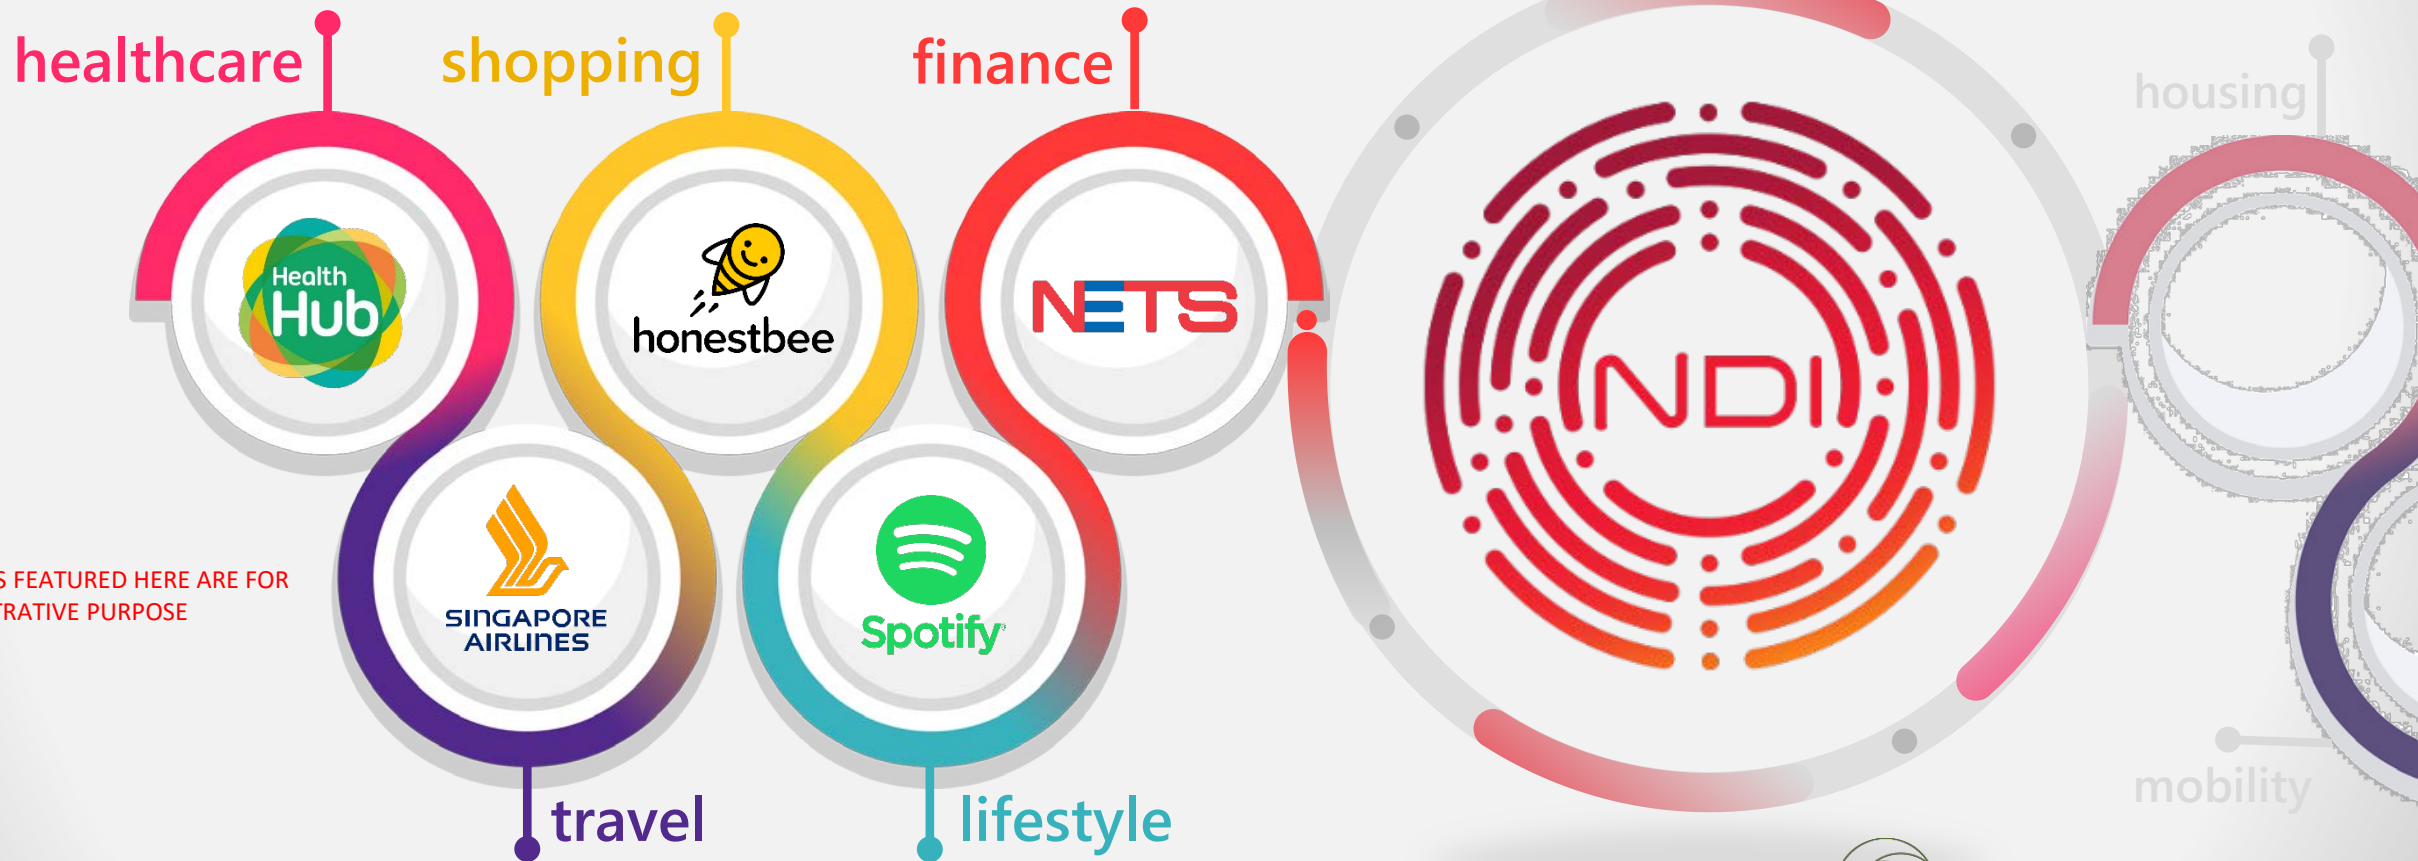 healthcare
shopping
finance
housing
Health
Hub
honestbee
NETS
NDI
S FEATURED HERE ARE FOR
TRATIVE PURPOSE
SINGAPORE
AIRLINES
Spotify
travel
lifestyle
mobility